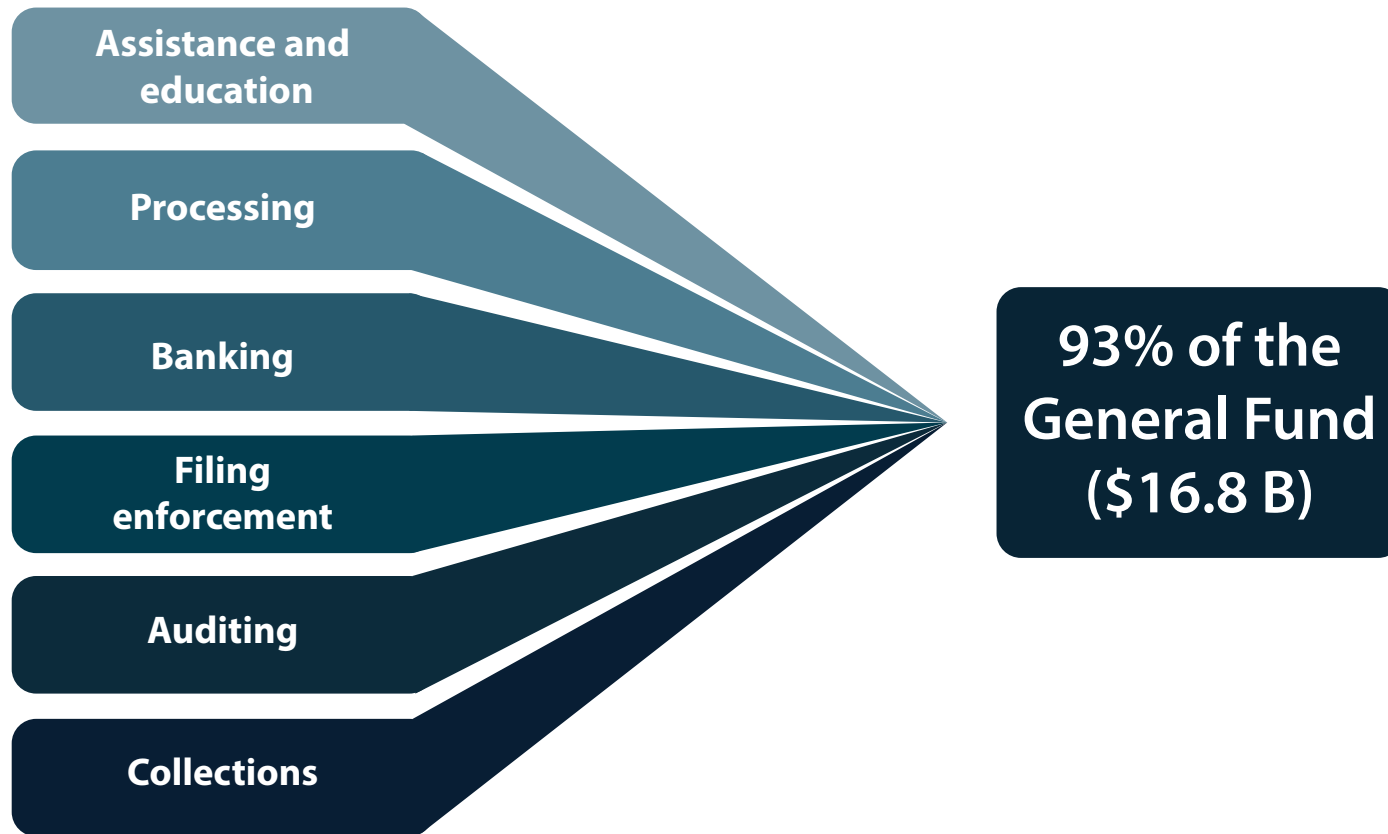 Assistance and
education
Processing
Banking
Filing
enforcement
Auditing
Collections
93% of the
General Fund
($16.8 B)